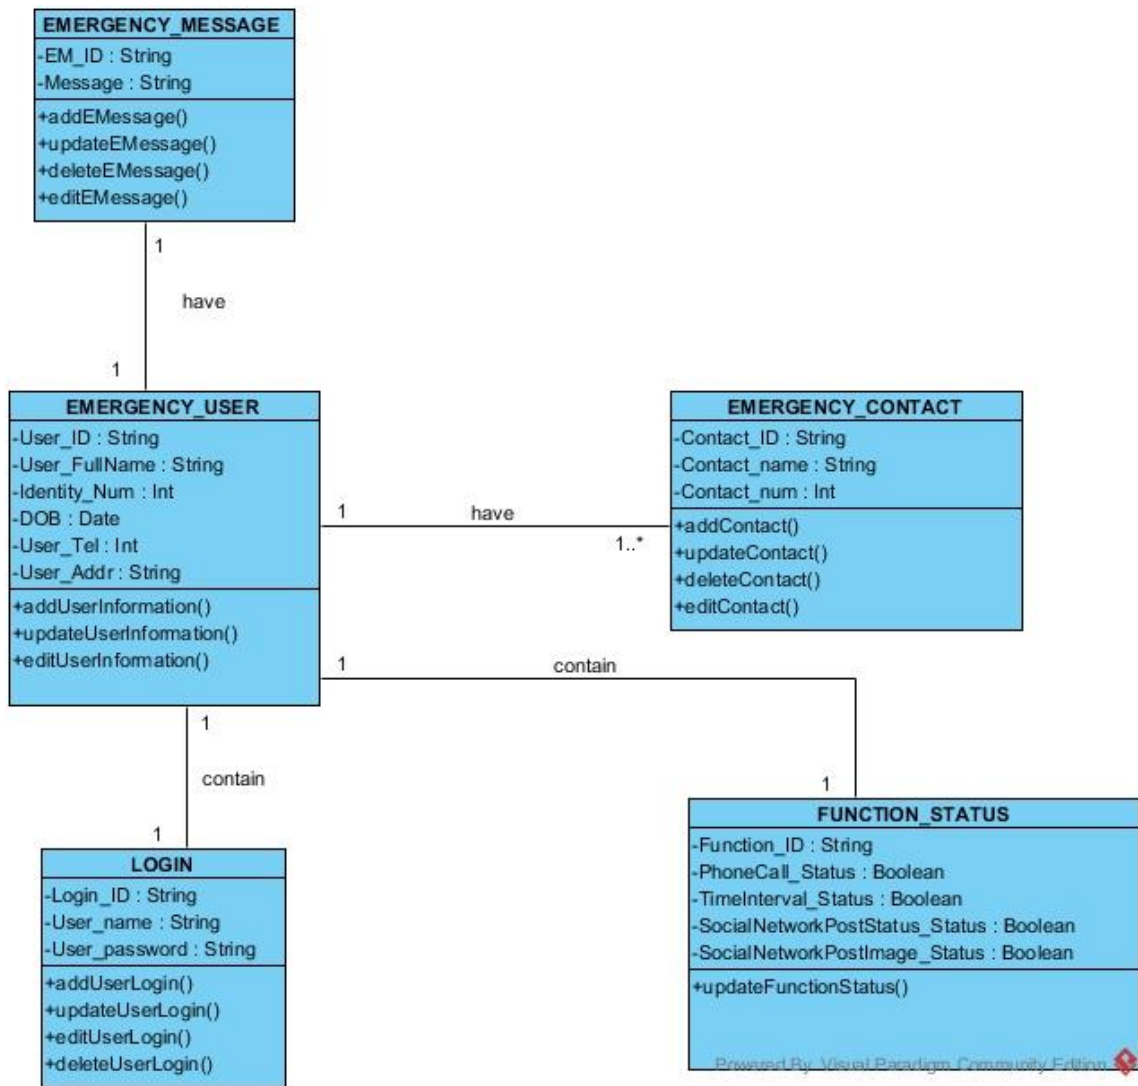 EMERGENCY_MESSAGE
-EM_ID : String
-Message : String
+addEMessage()
+updateEMessage()
+deleteEMessage()
+editEMessage()
1
have
1
EMERGENCY_USER
-User_ID : String
-User_FullName : String
-Identity_Num : Int
-DOB : Date
-User_Tel : Int
-User_Addr : String
+addUserInformation()
+updateUserInformation()
+editUserInformation()
1
have
1..*
EMERGENCY_CONTACT
-Contact_ID : String
-Contact_name : String
-Contact_num : Int
+addContact()
+updateContact()
+deleteContact()
+editContact()
1
contain
1
1
contain
1
LOGIN
-Login_ID : String
-User_name : String
-User_password : String
+addUserLogin()
+updateUserLogin()
+editUserLogin()
+deleteUserLogin()
FUNCTION_STATUS
-Function_ID : String
-PhoneCall_Status : Boolean
-TimeInterval_Status : Boolean
-SocialNetworkPostStatus_Status : Boolean
-SocialNetworkPostImage_Status : Boolean
+updateFunctionStatus()
Powered By Visual Paradigm Community Edition